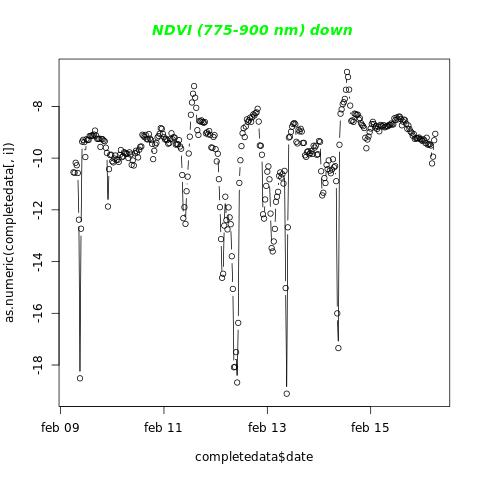 NDVI (775-900 nm) down
as.numeric(completedata[, i])
-8
-10
-12
-14
-16
-18
feb 09 feb 11 feb 13 feb 15
completedata$date